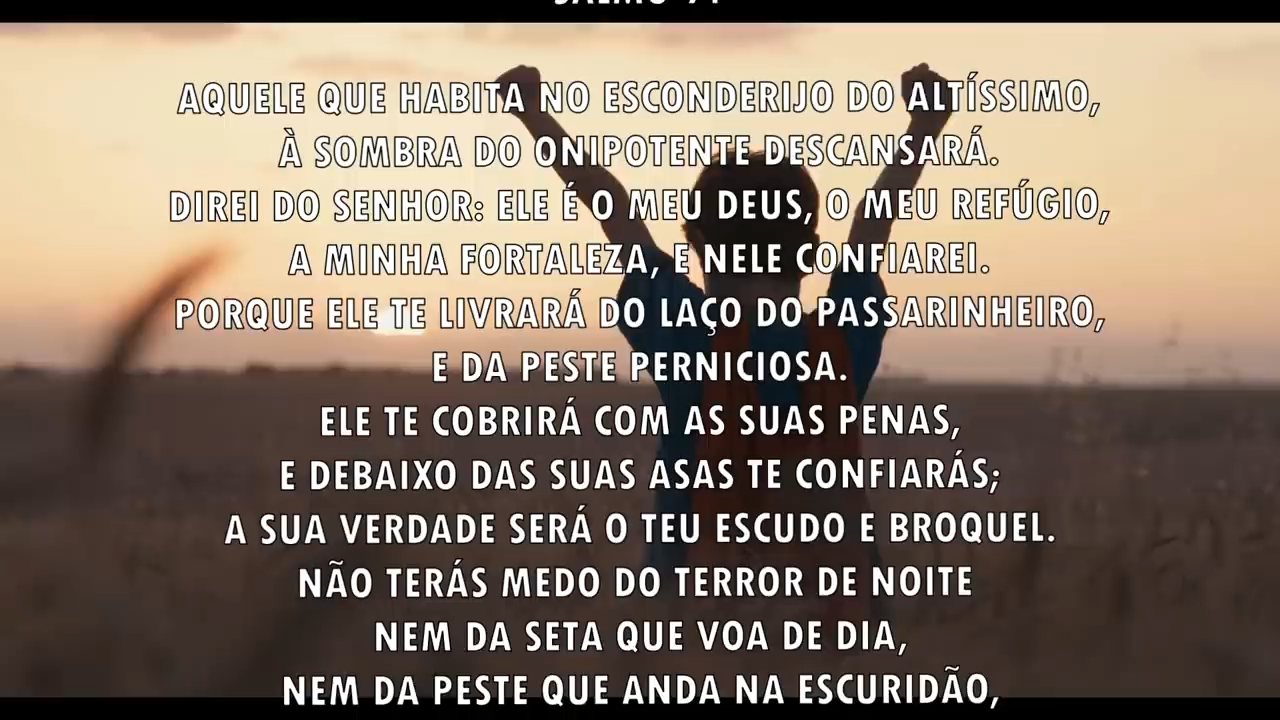 AQUELE QUE HABITA NO ESCONDERIJO DO ALTÍSSIMO,
À SOMBRA DO ONIPOTENTE DESCANSARÁ.
DIREI DO SENHOR: ELE É O MEU DEUS, O MEU REFÚGIO,
A MINHA FORTALEZA, E NELE CONFIAREI.
PORQUE ELE TE LIVRARÁ DO LAÇO DO PASSARINHEIRO,
E DA PESTE PERNICIOSA.
ELE TE COBRIRÁ COM AS SUAS PENAS,
E DEBAIXO DAS SUAS ASAS TE CONFIARÁS;
A SUA VERDADE SERÁ O TEU ESCUDO E BROQUEL.
NÃO TERÁS MEDO DO TERROR DE NOITE
NEM DA SETA QUE VOA DE DIA,
NEM DA PESTE QUE ANDA NA ESCURIDÃO,